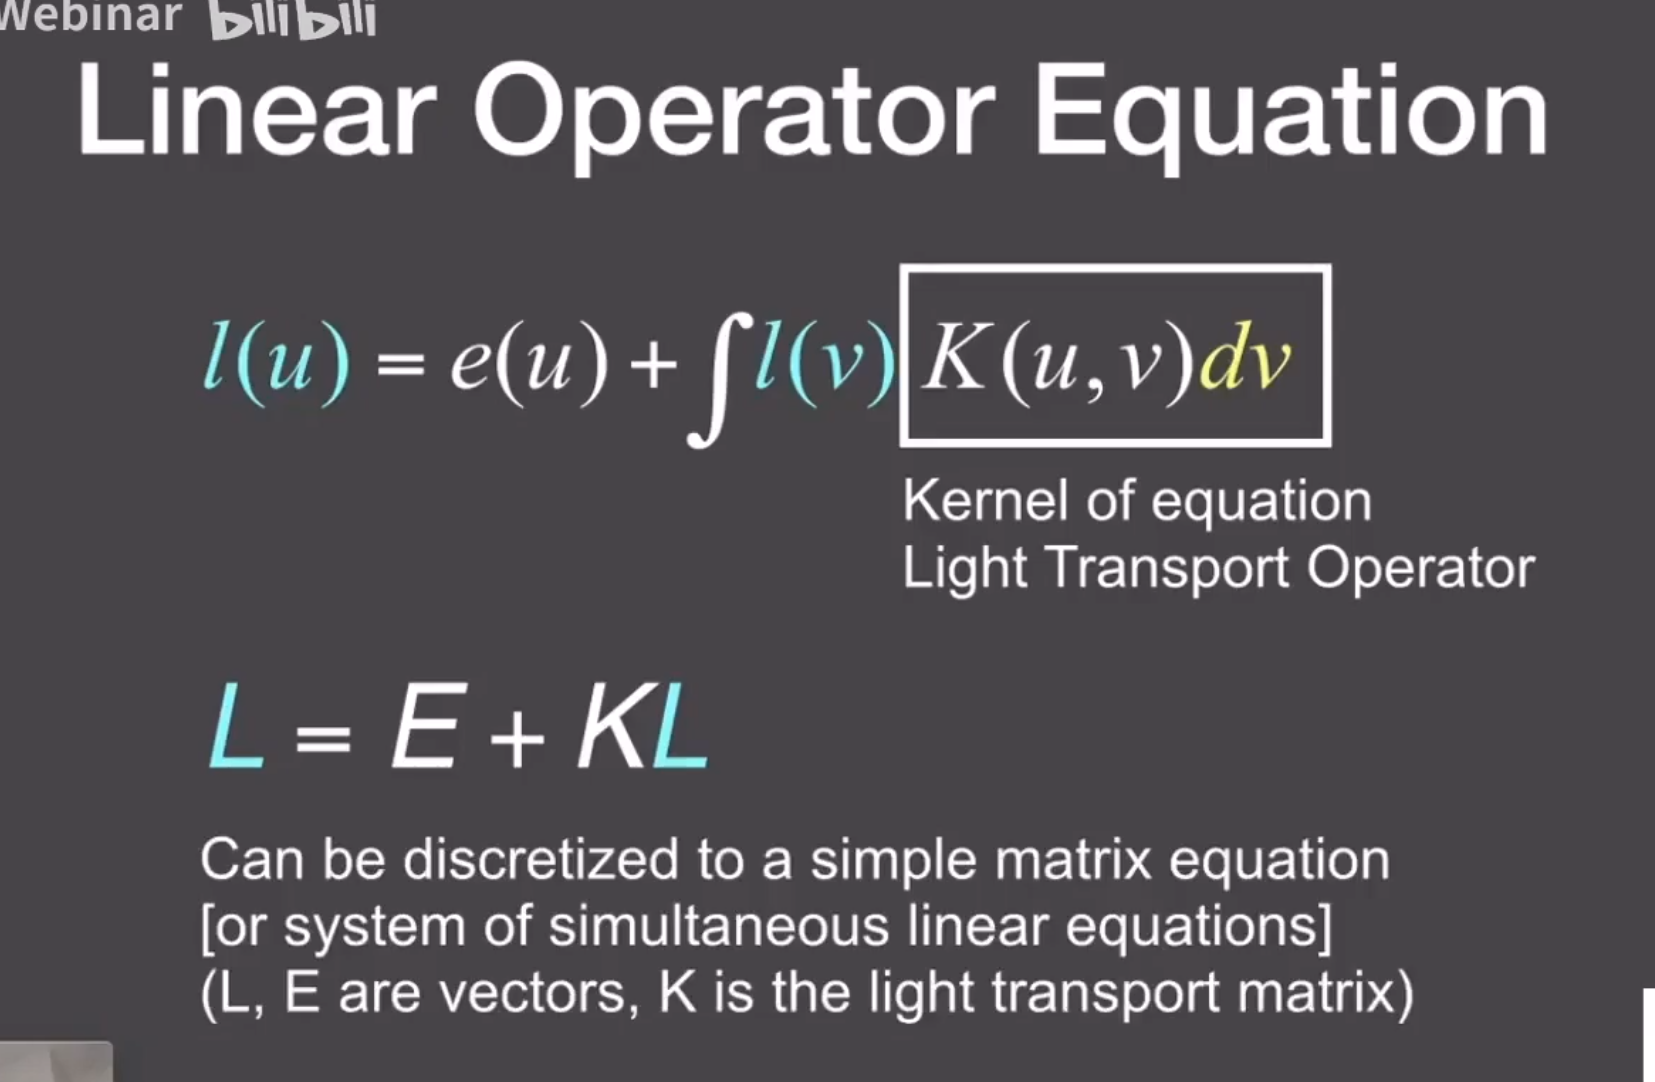 Webinar bilibili
Linear Operator Equation
l(u) = e(u) + ∫l(v) K(u,v)dv
Kernel of equation
Light Transport Operator
L = E + KL
Can be discretized to a simple matrix equation
[or system of simultaneous linear equations]
(L, E are vectors, K is the light transport matrix)